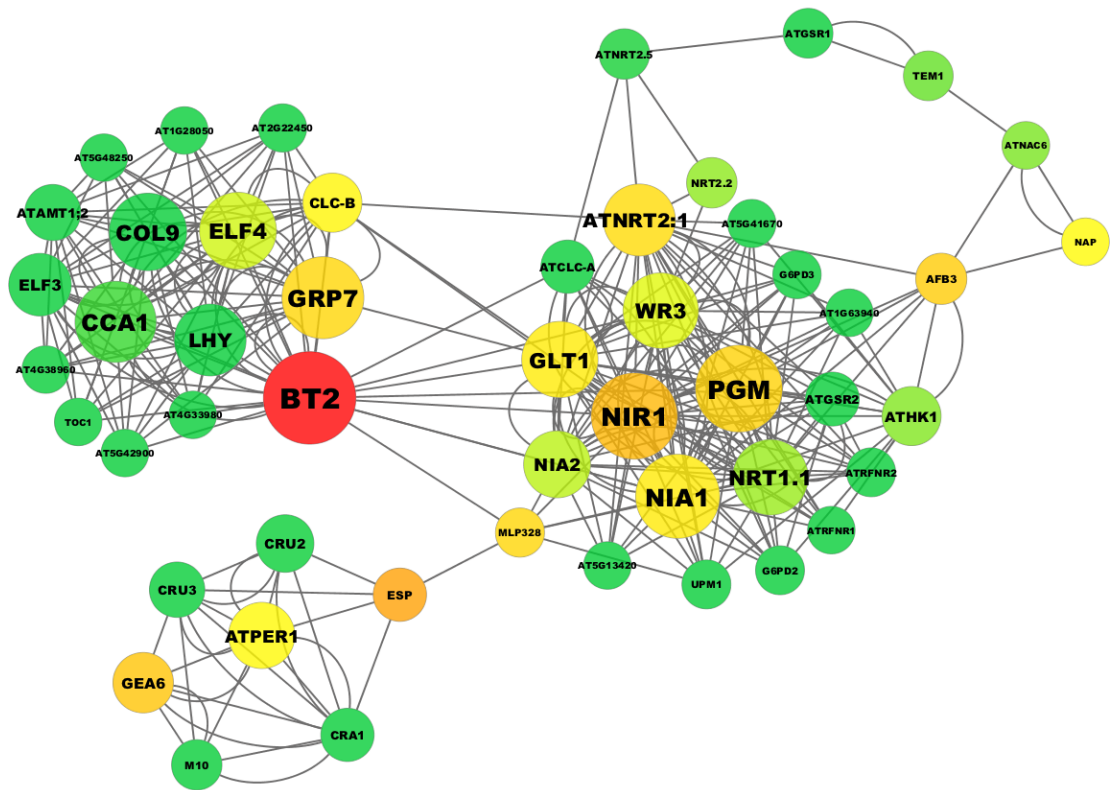 ATGSR1
ATNRT2.5
TEM1
AT2G22450
AT1G28050
ATNAC6
AT5G48250
NRT2.2
CLC-B
ATAMT1;2
ATNRT2:1
AT5G41670
ELF4
COL9
NAP
ATCLC-A
G6PD3
AFB3
ELF3
GRP7
WR3
AT1G63940
CCA1
LHY
GLT1
AT4G38960
PGM
BT2
ATGSR2
NIR1
ATHK1
AT4G33980
TOC1
AT5G42900
NIA2
NRT1.1
ATRFNR2
NIA1
MLP328
ATRFNR1
CRU2
AT5G13420
G6PD2
UPM1
CRU3
ESP
ATPER1
GEA6
CRA1
M10